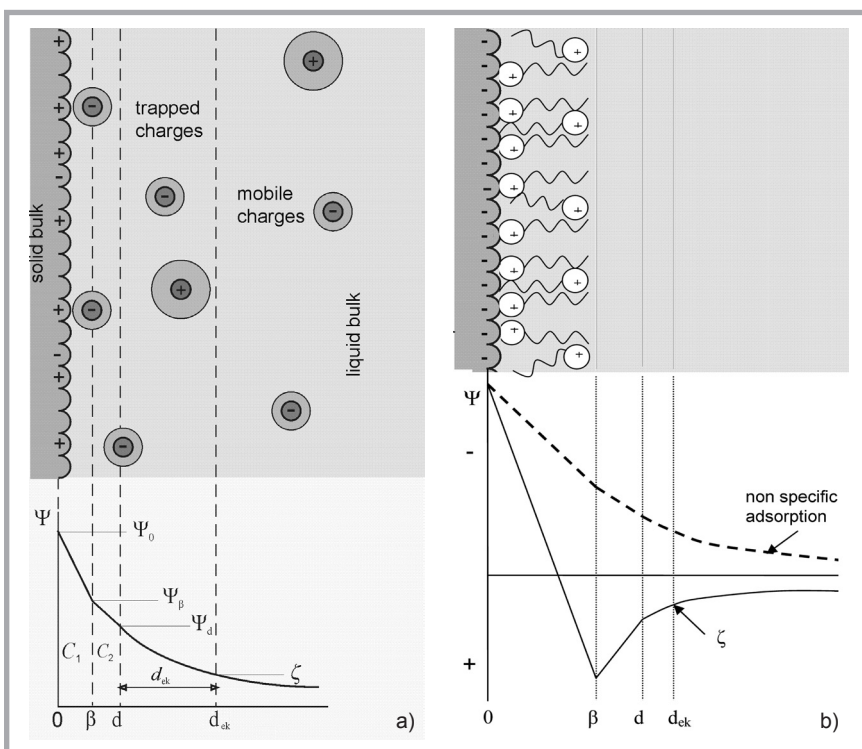 trapped
charges
mobile
charges
solid bulk
liquid bulk
Ψ
Ψ₀
Ψβ
Ψd
C₁
C₂
dek
ζ
0
β
d
dek
a)
Ψ
-
+
non specific
adsorption
ζ
0
β
d
dek
b)